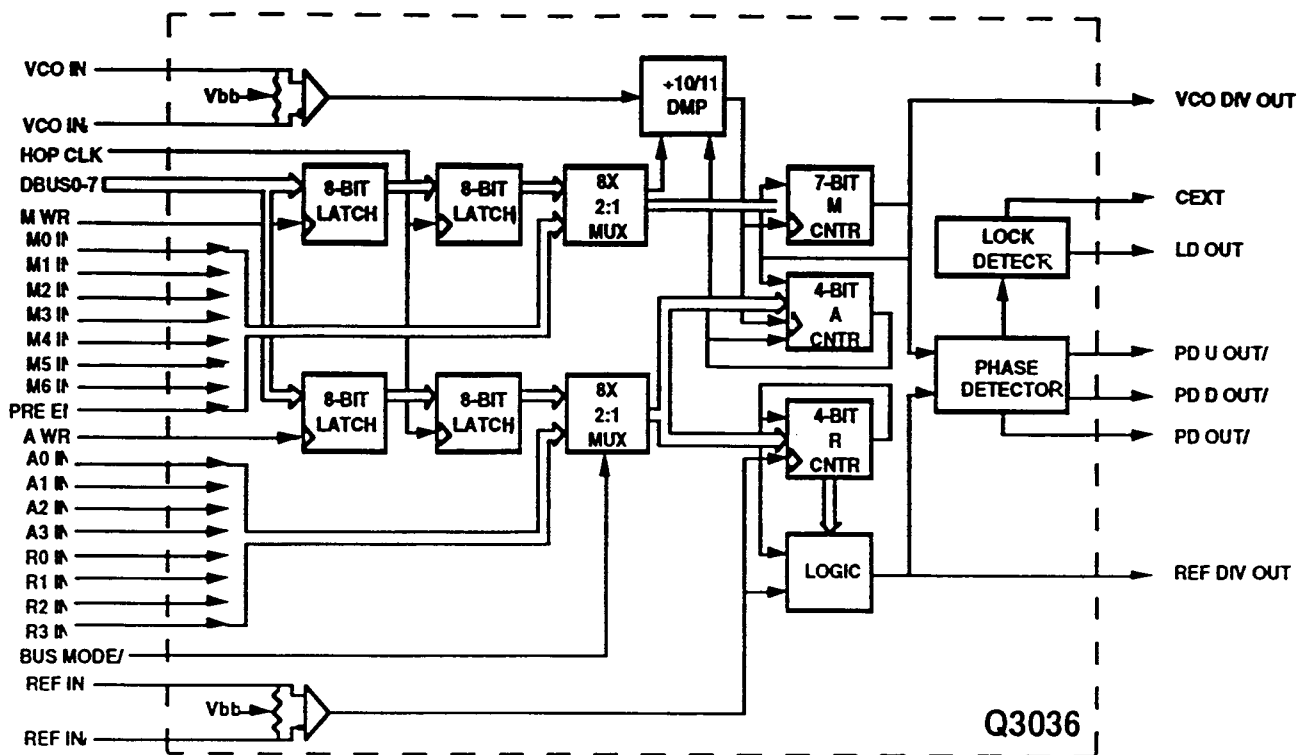 VCO IN
Vbb
VCO IN/
HOP CLK
DBUS0-7
M WR
M0 IN
M1 IN
M2 IN
M3 IN
M4 IN
M5 IN
M6 IN
PRE EN
A WR
A0 IN
A1 IN
A2 IN
A3 IN
R0 IN
R1 IN
R2 IN
R3 IN
BUS MODE/
REF IN
Vbb
REF IN/
8-BIT
LATCH
8-BIT
LATCH
8X
2:1
MUX
8-BIT
LATCH
8-BIT
LATCH
8X
2:1
MUX
÷10/11
DMP
7-BIT
M
CNTR
4-BIT
A
CNTR
4-BIT
R
CNTR
LOGIC
LOCK
DETECT
PHASE
DETECTOR
VCO DIV OUT
CEXT
LD OUT
PD U OUT/
PD D OUT/
PD OUT/
REF DIV OUT
Q3036